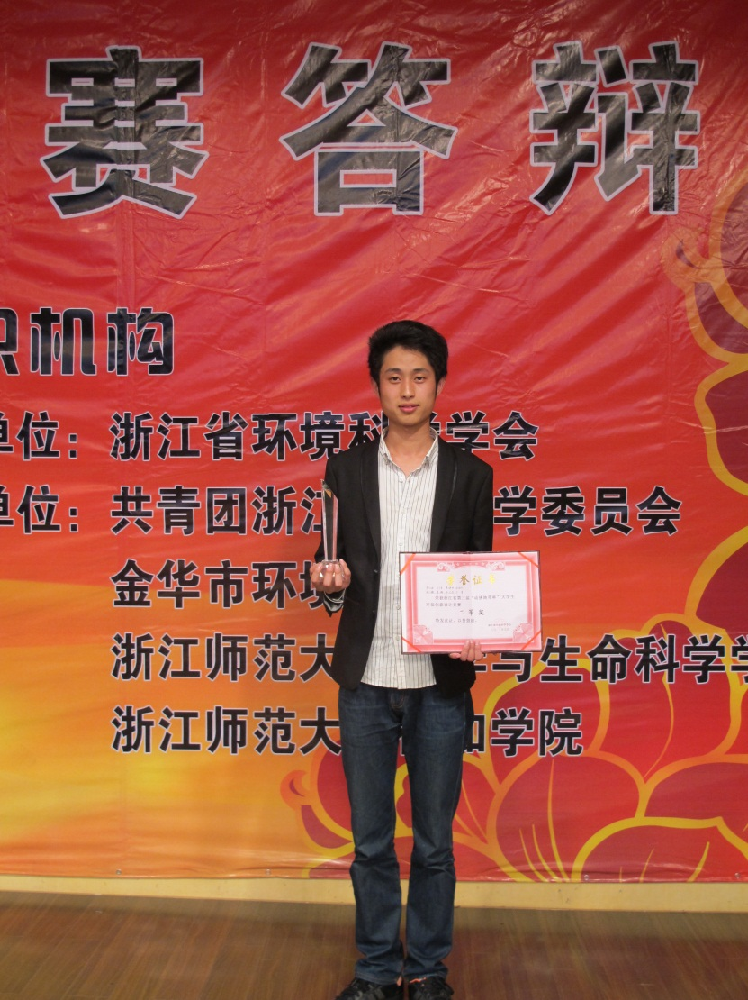 赛答辩
织机构
单位：浙江省环境科学学会
单位：共青团浙江 学委员会
金华市环境
浙江师范大 与生命科学学
浙江师范大 学院
荣誉证书
二等奖